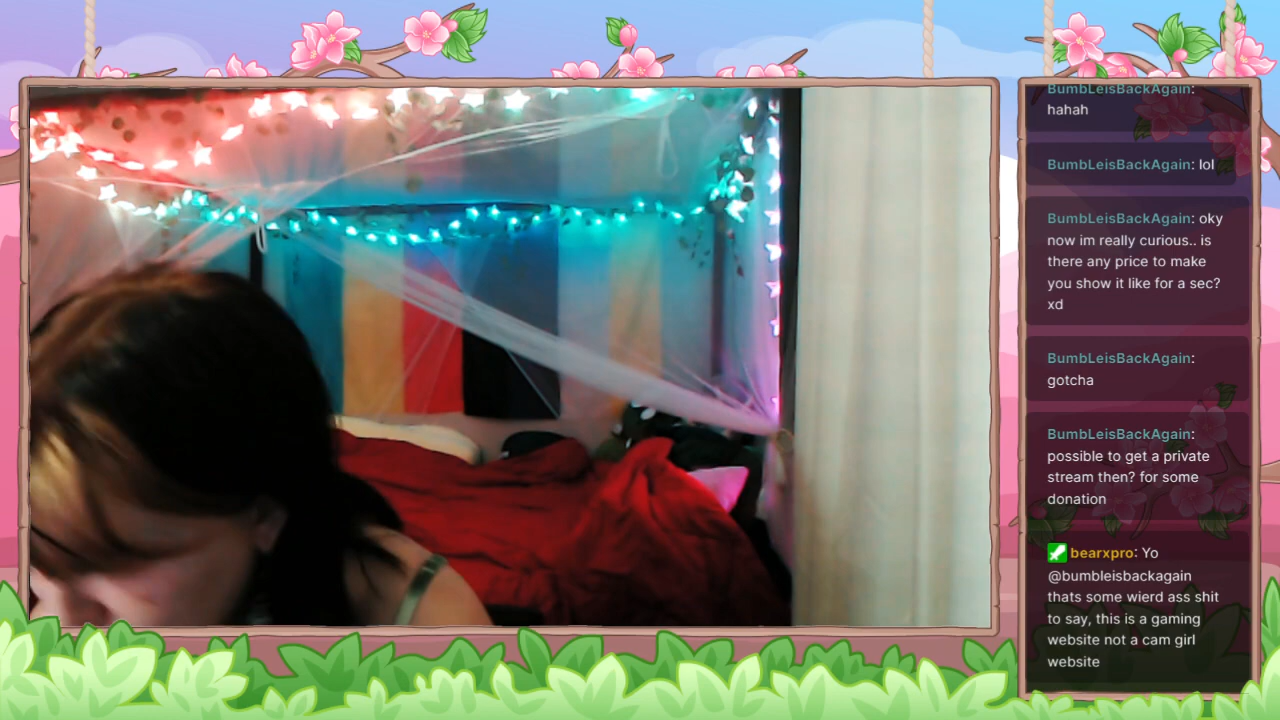 BumbLeisBackAgain:
hahah
BumbLeisBackAgain: lol
BumbLeisBackAgain: oky
now im really curious.. is
there any price to make
you show it like for a sec?
xd
BumbLeisBackAgain:
gotcha
BumbLeisBackAgain:
possible to get a private
stream then? for some
donation
bearxpro: Yo
@bumbleisbackagain
thats some wierd ass shit
to say, this is a gaming
website not a cam girl
website